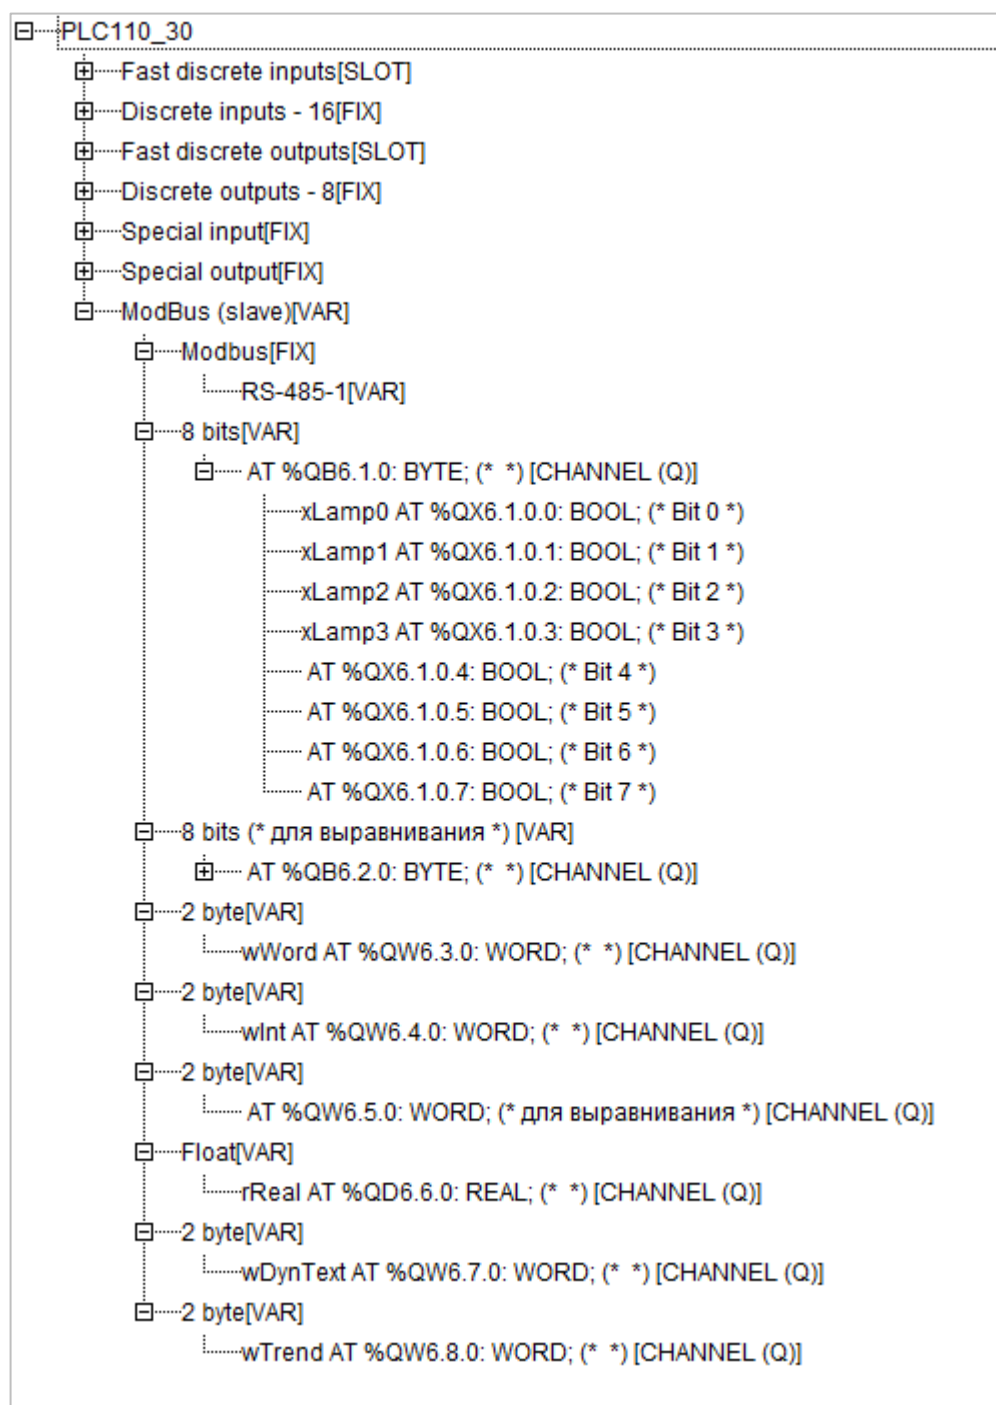 PLC110_30
Fast discrete inputs[SLOT]
Discrete inputs - 16[FIX]
Fast discrete outputs[SLOT]
Discrete outputs - 8[FIX]
Special input[FIX]
Special output[FIX]
ModBus (slave)[VAR]
Modbus[FIX]
RS-485-1[VAR]
8 bits[VAR]
AT %QB6.1.0: BYTE; (* *) [CHANNEL (Q)]
xLamp0 AT %QX6.1.0.0: BOOL; (* Bit 0 *)
xLamp1 AT %QX6.1.0.1: BOOL; (* Bit 1 *)
xLamp2 AT %QX6.1.0.2: BOOL; (* Bit 2 *)
xLamp3 AT %QX6.1.0.3: BOOL; (* Bit 3 *)
AT %QX6.1.0.4: BOOL; (* Bit 4 *)
AT %QX6.1.0.5: BOOL; (* Bit 5 *)
AT %QX6.1.0.6: BOOL; (* Bit 6 *)
AT %QX6.1.0.7: BOOL; (* Bit 7 *)
8 bits (* для выравнивания *) [VAR]
AT %QB6.2.0: BYTE; (* *) [CHANNEL (Q)]
2 byte[VAR]
wWord AT %QW6.3.0: WORD; (* *) [CHANNEL (Q)]
2 byte[VAR]
wInt AT %QW6.4.0: WORD; (* *) [CHANNEL (Q)]
2 byte[VAR]
AT %QW6.5.0: WORD; (* для выравнивания *) [CHANNEL (Q)]
Float[VAR]
rReal AT %QD6.6.0: REAL; (* *) [CHANNEL (Q)]
2 byte[VAR]
wDynText AT %QW6.7.0: WORD; (* *) [CHANNEL (Q)]
2 byte[VAR]
wTrend AT %QW6.8.0: WORD; (* *) [CHANNEL (Q)]